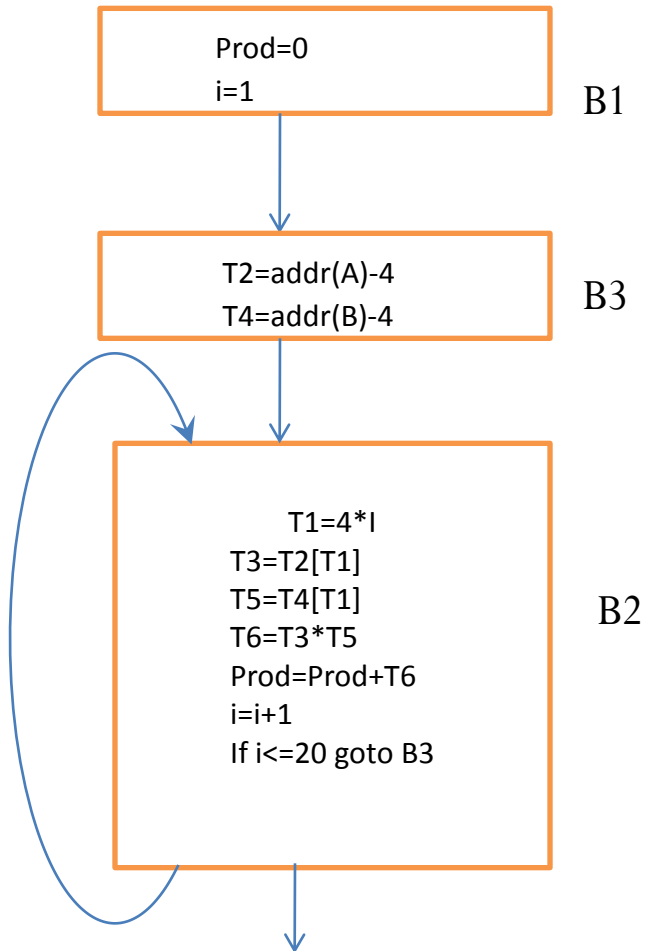 Prod=0
i=1
B1
T2=addr(A)-4
T4=addr(B)-4
B3
T1=4*I
T3=T2[T1]
T5=T4[T1]
T6=T3*T5
Prod=Prod+T6
i=i+1
If i<=20 goto B3
B2